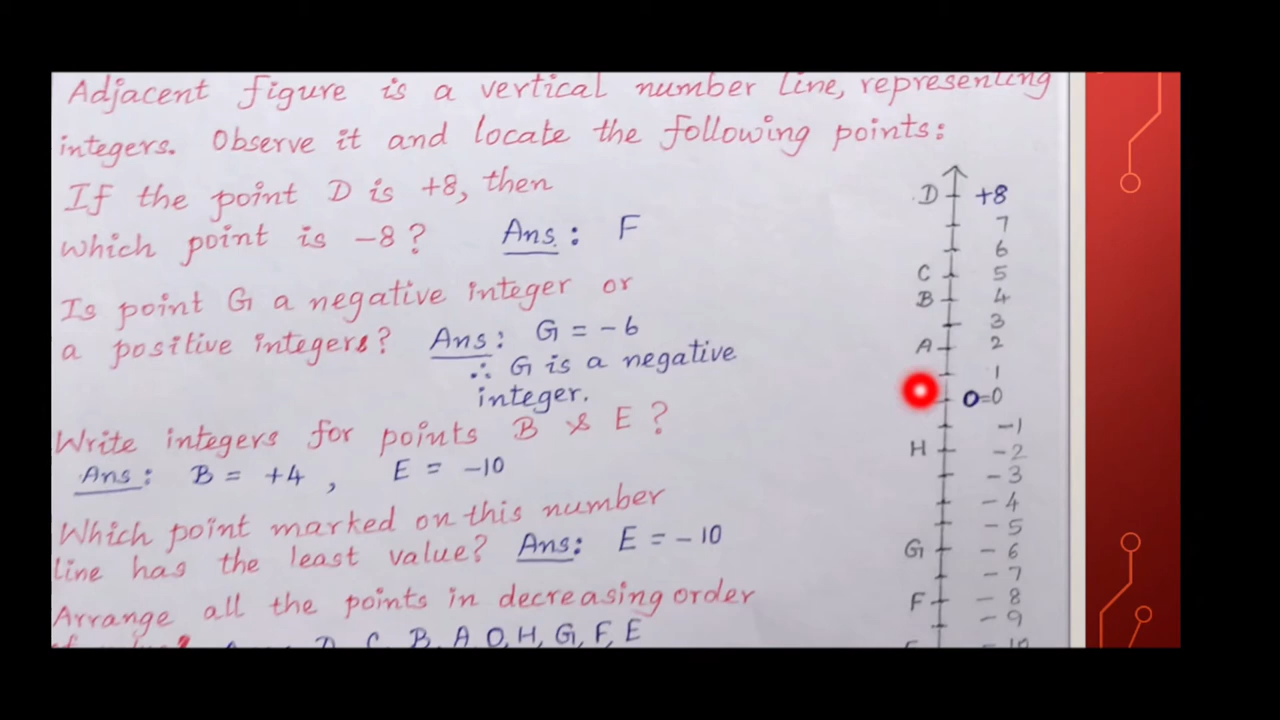 Adjacent figure is a vertical number line, representing
integers. Observe it and locate the following points:
If the point D is +8, then
which point is -8? Ans: F
Is point G a negative integer or
a positive integers? Ans: G = -6
∴ G is a negative
integer.
Write integers for points B & E?
Ans: B = +4, E = -10
Which point marked on this number
line has the least value? Ans: E = -10
Arrange all the points in decreasing order
D, C, B, A, O, H, G, F, E
D +8
7
6
C 5
B 4
3
A 2
1
O=0
-1
H -2
-3
-4
-5
G -6
-7
F -8
-9
-10